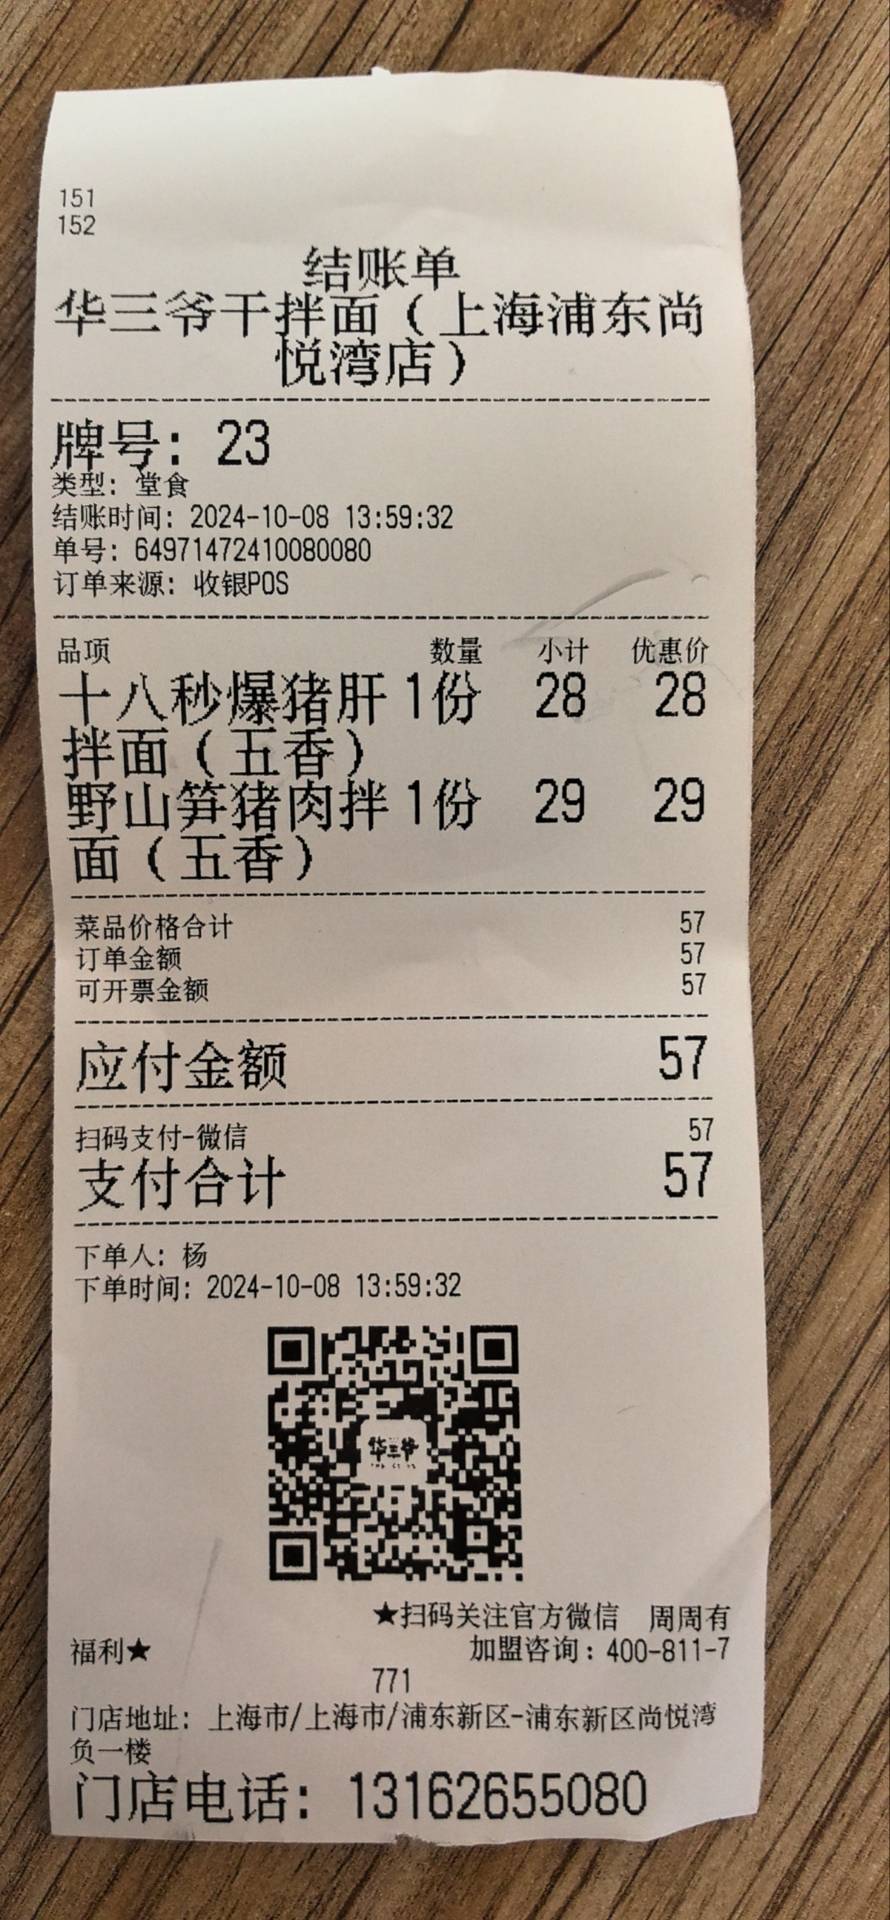 151
152
结账单
华三爷干拌面（上海浦东尚
悦湾店）
牌号: 23
类型: 堂食
结账时间: 2024-10-08 13:59:32
单号: 64971472410080080
订单来源: 收银POS
品项 数量 小计 优惠价
十八秒爆猪肝 1份 28 28
拌面（五香）
野山笋猪肉拌 1份 29 29
面（五香）
菜品价格合计 57
订单金额 57
可开票金额 57
应付金额 57
扫码支付-微信 57
支付合计 57
下单人: 杨
下单时间: 2024-10-08 13:59:32
华三爷
★扫码关注官方微信 周周有
福利★ 加盟咨询：400-811-7
771
门店地址: 上海市/上海市/浦东新区-浦东新区尚悦湾
负一楼
门店电话: 13162655080